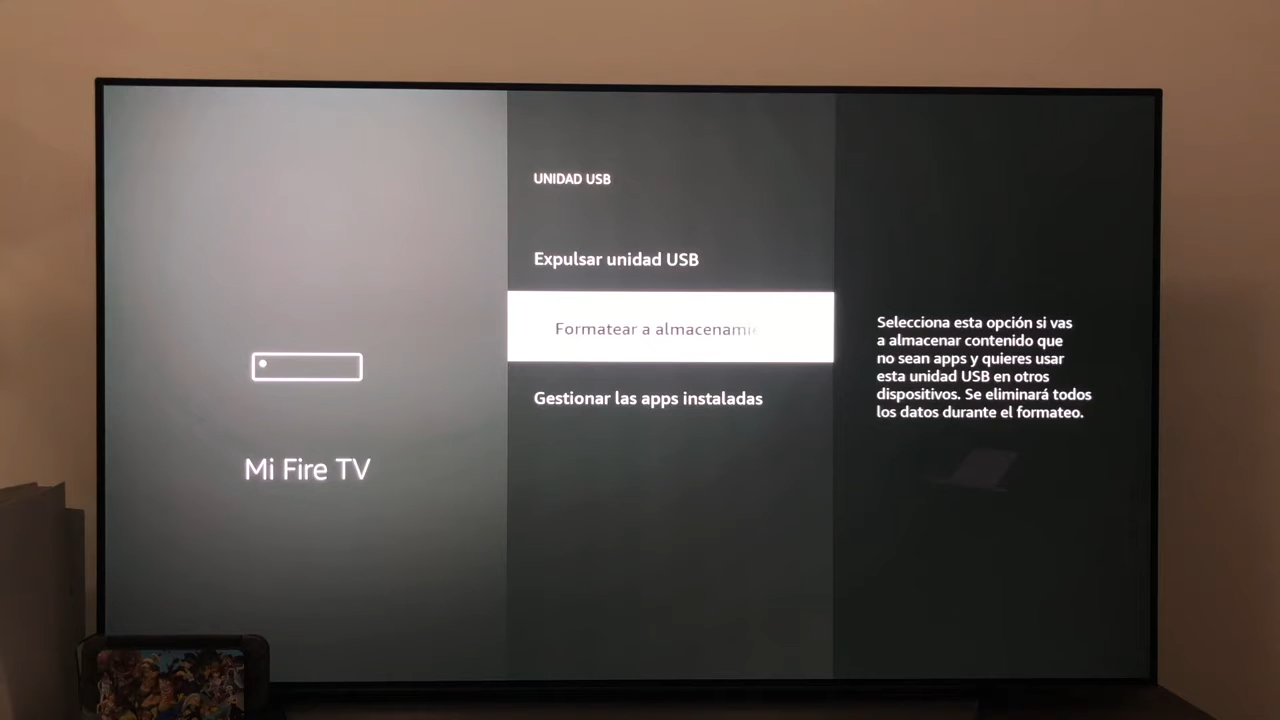 UNIDAD USB
Expulsar unidad USB
Formatear a almacenamie
Gestionar las apps instaladas
Mi Fire TV
Selecciona esta opción si vas
a almacenar contenido que
no sean apps y quieres usar
esta unidad USB en otros
dispositivos. Se eliminará todos
los datos durante el formateo.